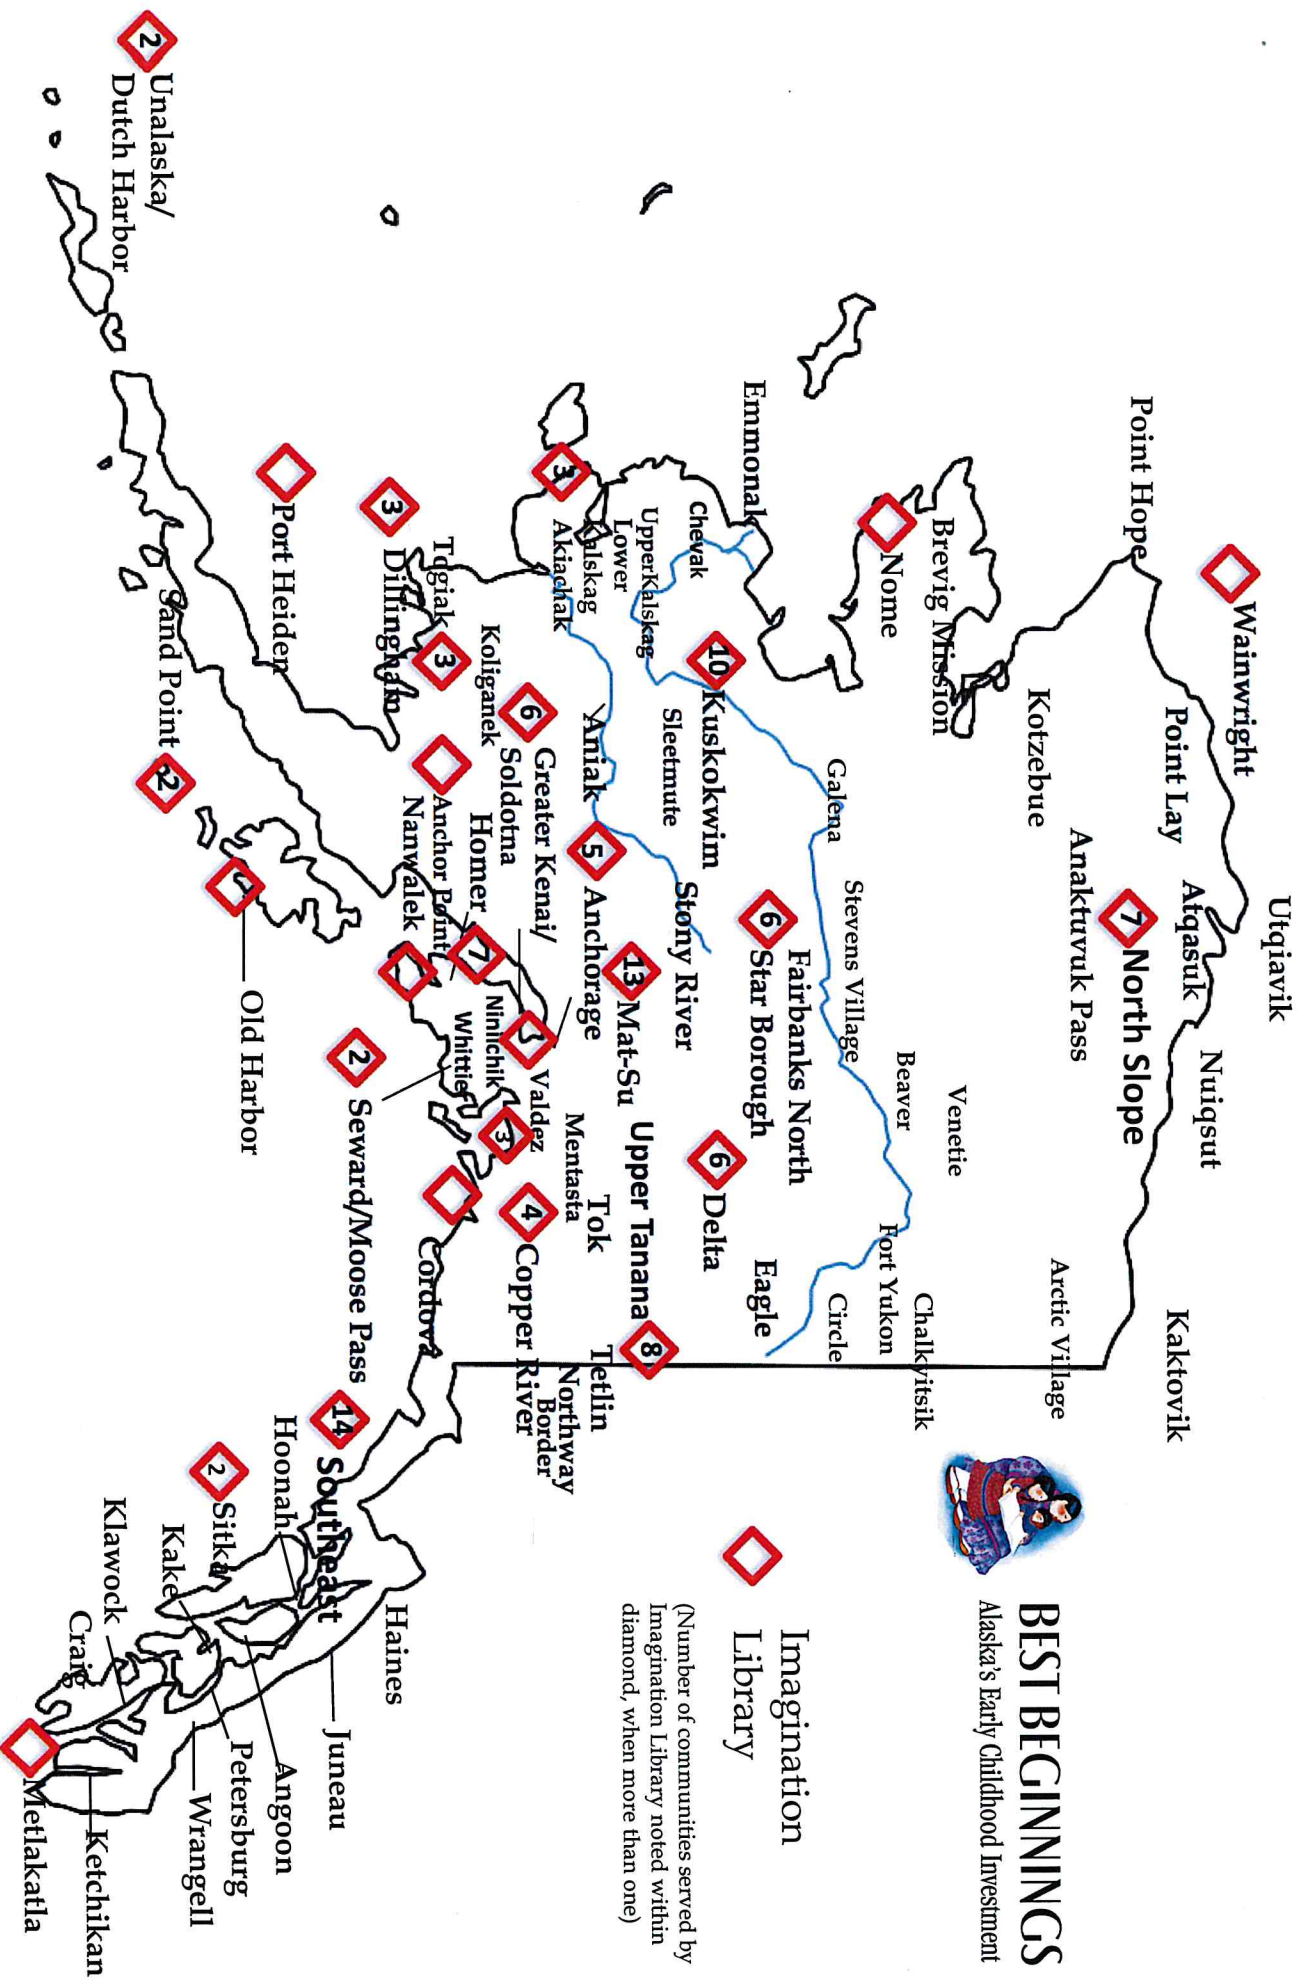 BEST BEGINNINGS
Alaska's Early Childhood Investment
Imagination
Library
(Number of communities served by
Imagination Library noted within
diamond, when more than one)
Utqiavik
Wainwright
Point Lay
Atqasuk
Nuiqsut
Kaktovik
Point Hope
7
North Slope
Anaktuvuk Pass
Kotzebue
Arctic Village
Brevig Mission
Venetie
Chalkyitsik
Nome
Beaver
Fort Yukon
Stevens Village
Galena
Circle
Emmonak
6
Fairbanks North
Star Borough
Eagle
10
Kuskokwim
6
Delta
Chevak
Sleetmute
Stony River
Upper Kalskag
Lower
Kalskag
13
Mat-Su
Upper Tanana
8
Aniak
5
Anchorage
Tok
Tetlin
3
Akiachak
Mentasta
Northway
Border
6
Greater Kenai/
Soldotna
3
Valdez
4
Copper River
Koliganek
7
Homer
Ninilchik
3
Togiak
3
Anchor Point
Whittier
Nanwalek
Cordova
3
Dillingham
2
Seward/Moose Pass
14
Southeast
Haines
Port Heiden
Hoonah
Juneau
Old Harbor
2
Sitka
Angoon
Sand Point
2
Kake
Petersburg
Wrangell
2
Unalaska/
Dutch Harbor
Klawock
Craig
Ketchikan
Metlakatla